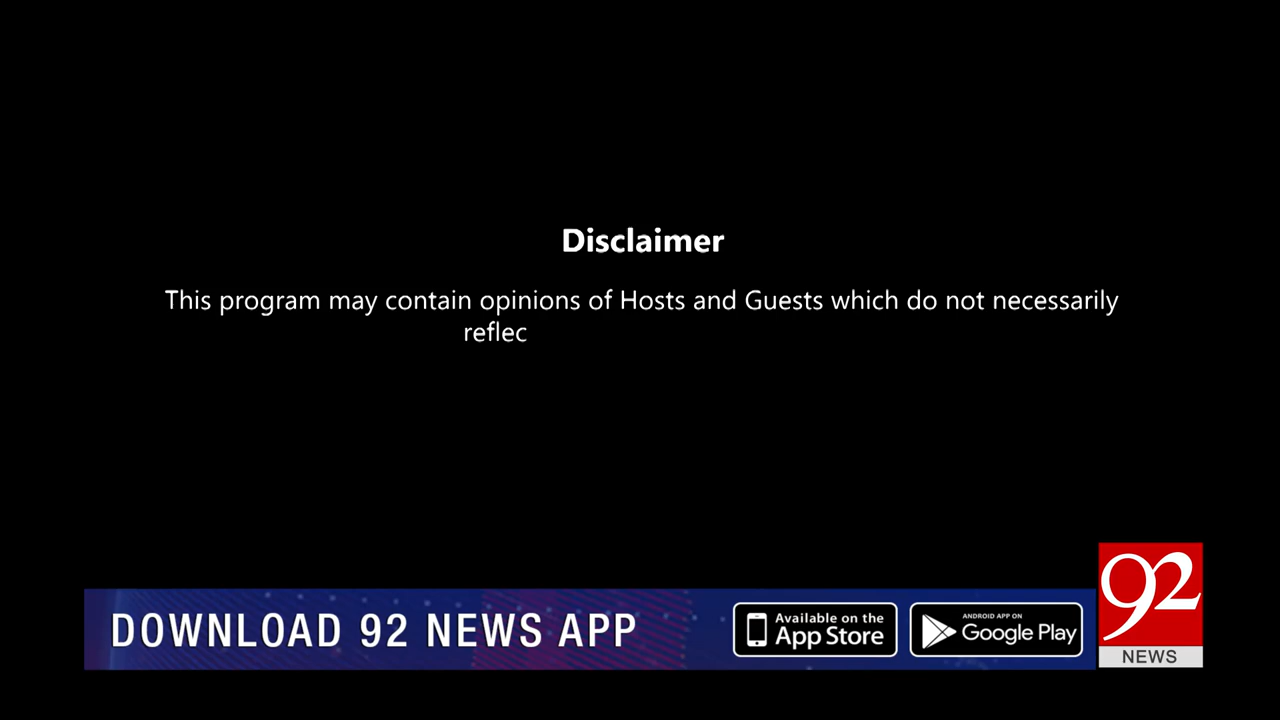 Disclaimer
This program may contain opinions of Hosts and Guests which do not necessarily
reflec
DOWNLOAD 92 NEWS APP
Available on the
App Store
ANDROID APP ON
Google Play
92
NEWS